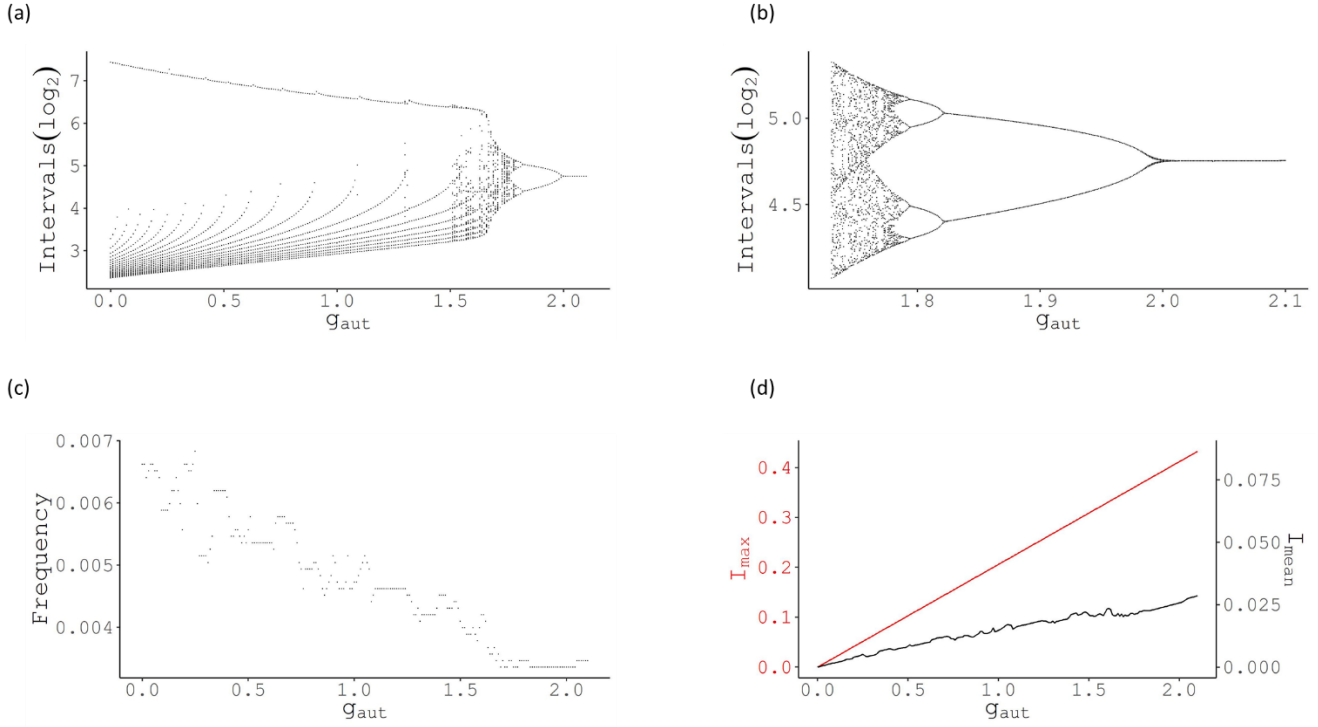 (a)
(b)
Intervals(log2)
7
6
5
4
3
0.0 0.5 1.0 1.5 2.0
gaut
Intervals(log2)
5.0
4.5
1.8 1.9 2.0 2.1
gaut
(c)
(d)
Frequency
0.007
0.006
0.005
0.004
0.0 0.5 1.0 1.5 2.0
gaut
Imax
0.4
0.3
0.2
0.1
0.0
0.0 0.5 1.0 1.5 2.0
gaut
0.075
0.050
0.025
0.000
Imean